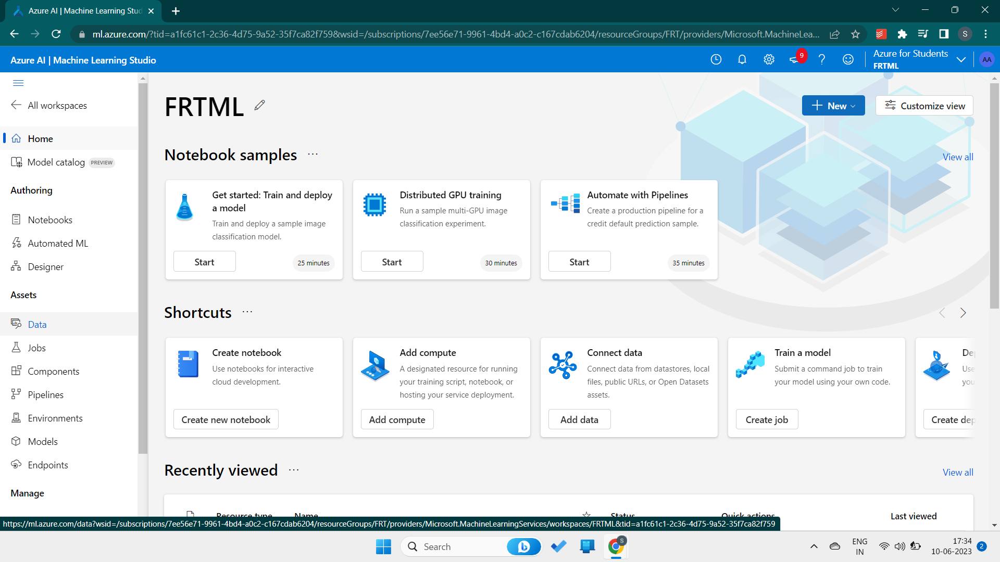 Azure AI | Machine Learning Stud
ml.azure.com/?tid=a1fc61c1-2c36-4d75-9a52-35f7ca82f759&wsid=/subscriptions/7ee56e71-9961-4bd4-a0c2-c167cdab6204/resourceGroups/FRT/providers/Microsoft.MachineLea...
S
Azure AI | Machine Learning Studio
9
Azure for Students
FRTML
AA
All workspaces
Home
Model catalog PREVIEW
Authoring
Notebooks
Automated ML
Designer
Assets
Data
Jobs
Components
Pipelines
Environments
Models
Endpoints
Manage
FRTML
New
Customize view
Notebook samples ...
View all
Get started: Train and deploy
a model
Train and deploy a sample image
classification model.
Start
25 minutes
Distributed GPU training
Run a sample multi-GPU image
classification experiment.
Start
30 minutes
Automate with Pipelines
Create a production pipeline for a
credit default prediction sample.
Start
35 minutes
Shortcuts ...
Create notebook
Use notebooks for interactive
cloud development.
Create new notebook
Add compute
A designated resource for running
your training script, notebook, or
hosting your service deployment.
Add compute
Connect data
Connect data from datastores, local
files, public URLs, or Open Datasets
assets.
Add data
Train a model
Submit a command job to train
your model using your own code.
Create job
Dep
Use
you
Create dep
Recently viewed ...
View all
Resource type Name Status Quick actions Last viewed
https://ml.azure.com/data?wsid=/subscriptions/7ee56e71-9961-4bd4-a0c2-c167cdab6204/resourceGroups/FRT/providers/Microsoft.MachineLearningServices/workspaces/FRTML&tid=a1fc61c1-2c36-4d75-9a52-35f7ca82f759
Search
S
ENG
IN
17:34
10-06-2023
2